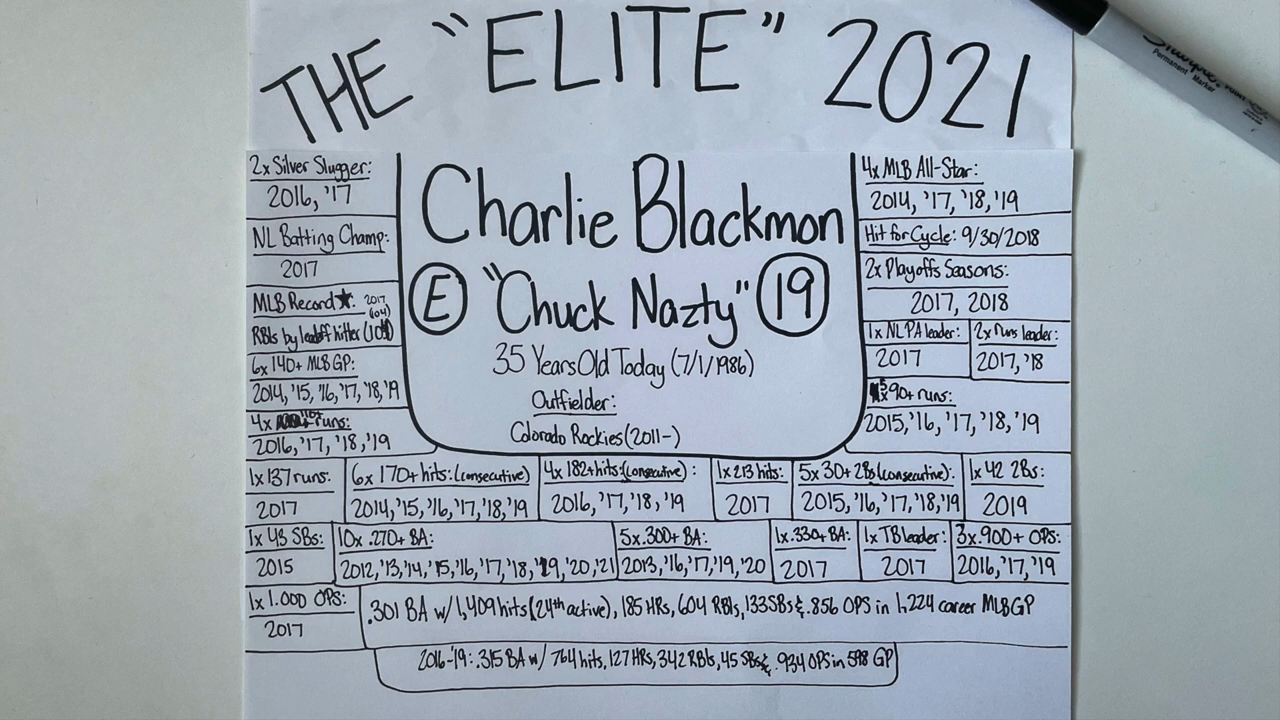 THE "ELITE" 2021
2x Silver Slugger:
2016, '17
NL Batting Champ:
2017
MLB Record★: 2017
(104)
RBIs by leadoff hitter (104)
6x 140+ MLB GP:
2014, '15, '16, '17, '18, '19
4x runs:
2016, '17, '18, '19
Charlie Blackmon
E "Chuck Nazty" 19
35 Years Old Today (7/1/1986)
Outfielder:
Colorado Rockies (2011-)
4x MLB All-Star:
2014, '17, '18, '19
Hit for Cycle: 9/30/2018
2x Playoffs Seasons:
2017, 2018
1x NL PA leader:
2017
2x runs leader:
2017, '18
5x 90+ runs:
2015, '16, '17, '18, '19
1x 137 runs:
2017
6x 170+ hits: (consecutive)
2014, '15, '16, '17, '18, '19
4x 182+ hits: (consecutive) :
2016, '17, '18, '19
1x 213 hits:
2017
5x 30+ 2Bs (consecutive):
2015, '16, '17, '18, '19
1x 42 2Bs:
2019
1x 43 SBs:
2015
10x .270+ BA:
2012, '13, '14, '15, '16, '17, '18, '19, '20, '21
5x .300+ BA:
2013, '16, '17, '19, '20
1x .330+ BA:
2017
1x TB leader:
2017
3x .900+ OPS:
2016, '17, '19
1x 1.000 OPS:
2017
.301 BA w/ 1,409 hits (24th active), 185 HRs, 604 RBIs, 133 SBs & .856 OPS in 1,224 career MLB GP
2016-'19: .315 BA w/ 764 hits, 127 HRs, 342 RBIs, 45 SBs & .934 OPS in 598 GP
Sharpie
Permanent Marker